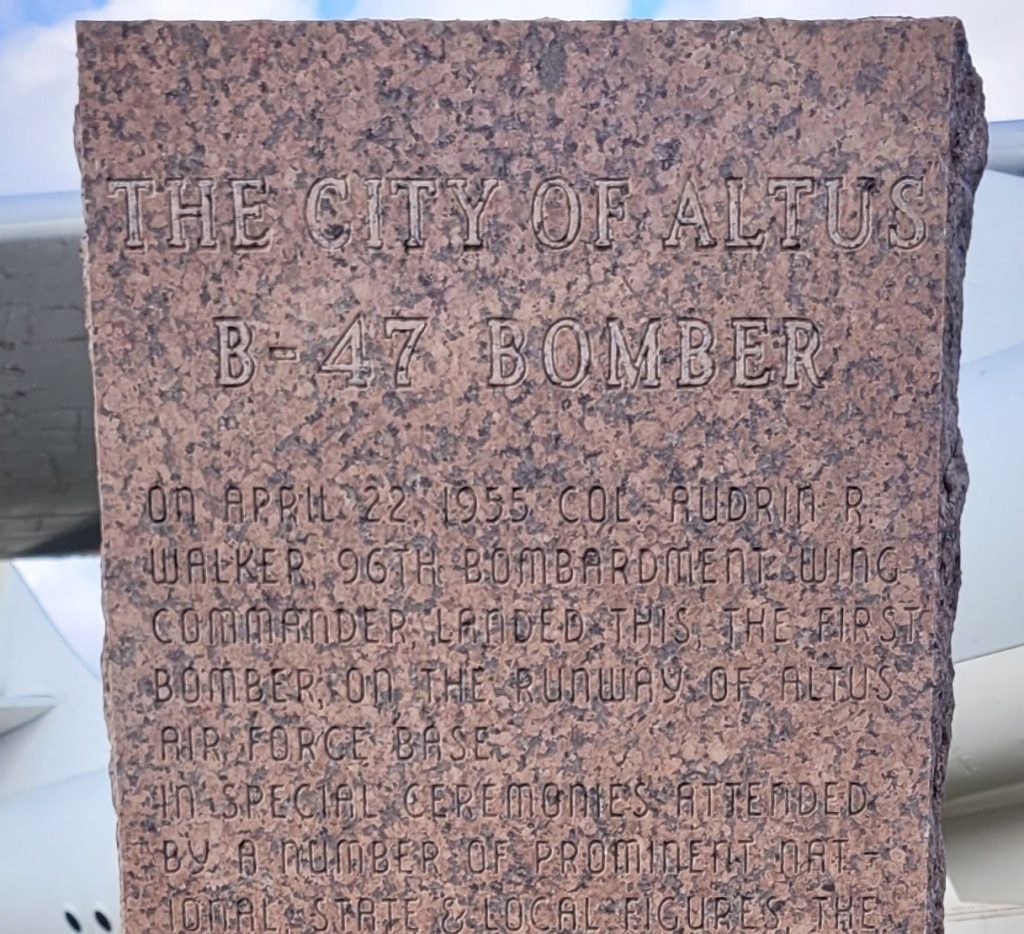 THE CITY OF ALTUS
B-47 BOMBER
ON APRIL 22, 1955 COL AUDRIN R.
WALKER, 96TH BOMBARDMENT WING
COMMANDER LANDED THIS, THE FIRST
BOMBER, ON THE RUNWAY OF ALTUS
AIR FORCE BASE.
IN SPECIAL CEREMONIES ATTENDED
BY A NUMBER OF PROMINENT NAT-
IONAL, STATE & LOCAL FIGURES, THE